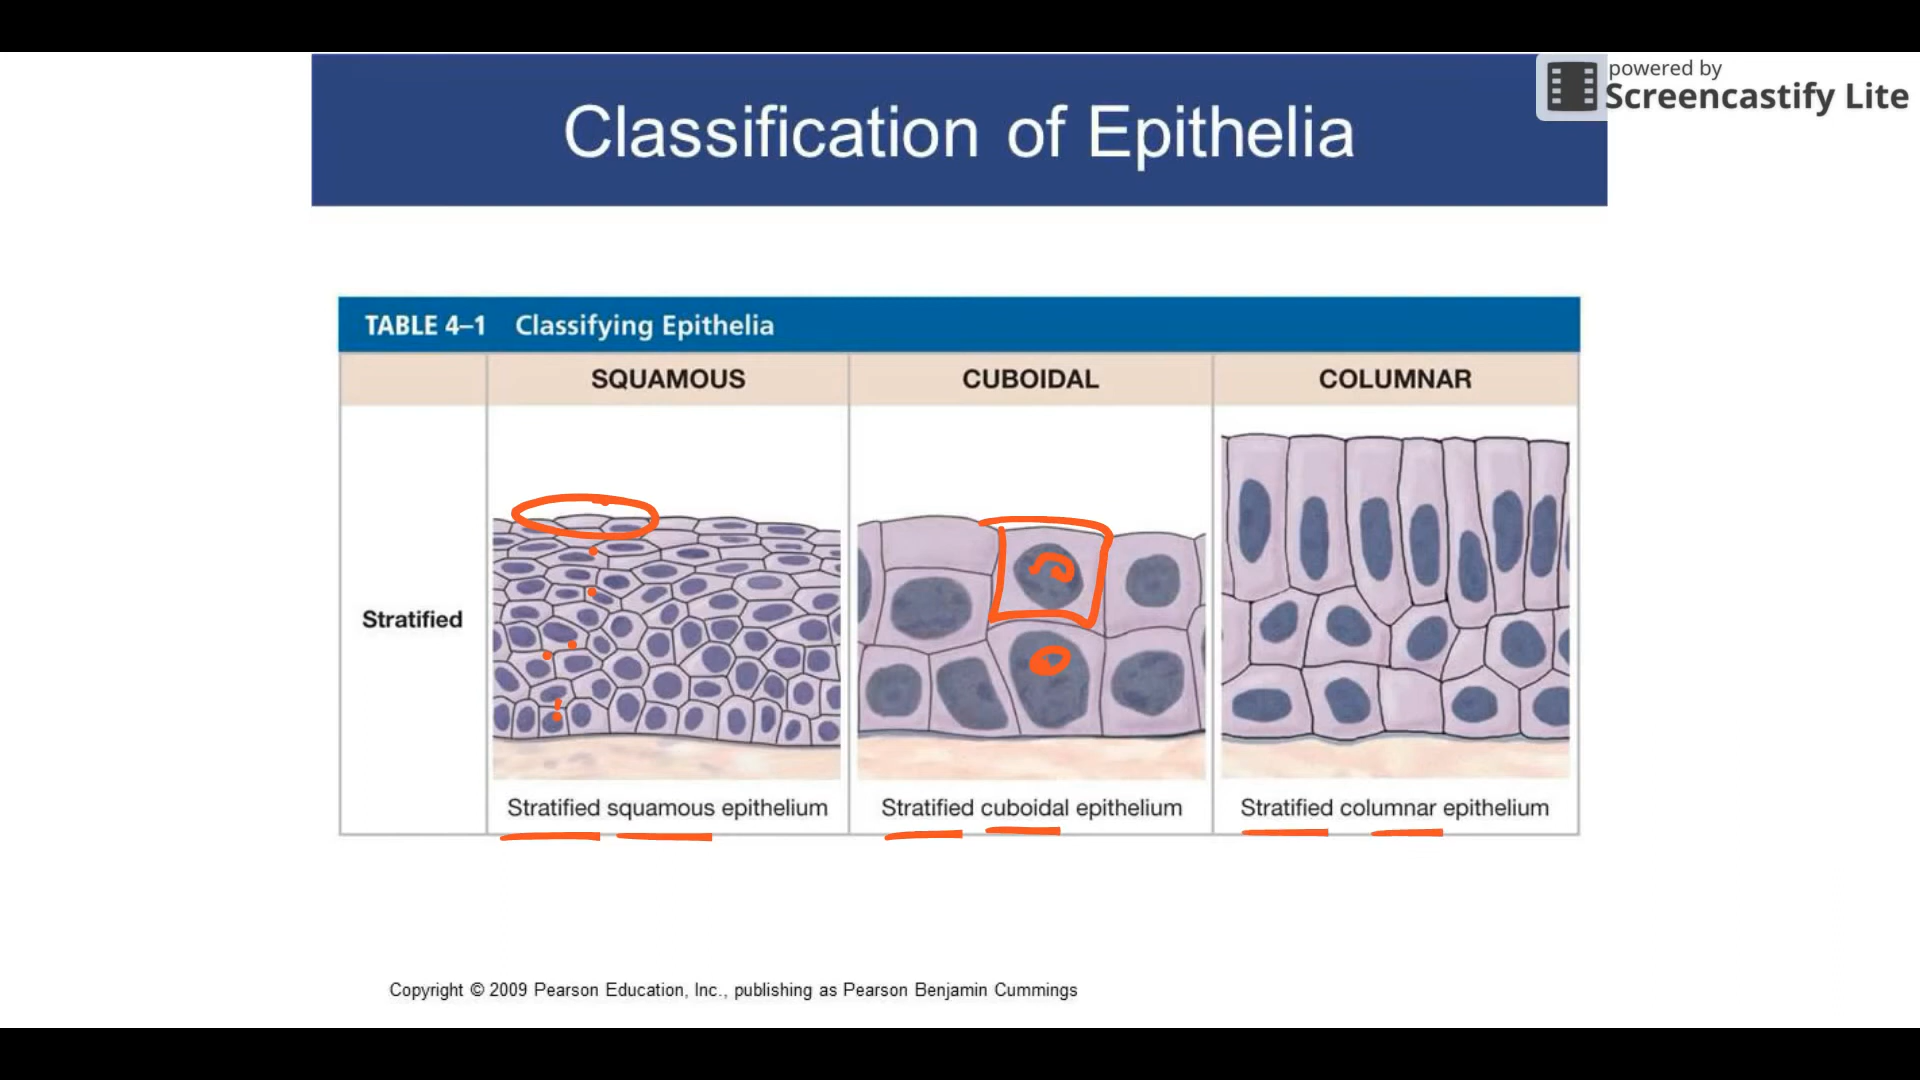 powered by
Screencastify Lite
Classification of Epithelia
TABLE 4–1 Classifying Epithelia
SQUAMOUS CUBOIDAL COLUMNAR
Stratified
Stratified squamous epithelium Stratified cuboidal epithelium Stratified columnar epithelium
Copyright © 2009 Pearson Education, Inc., publishing as Pearson Benjamin Cummings